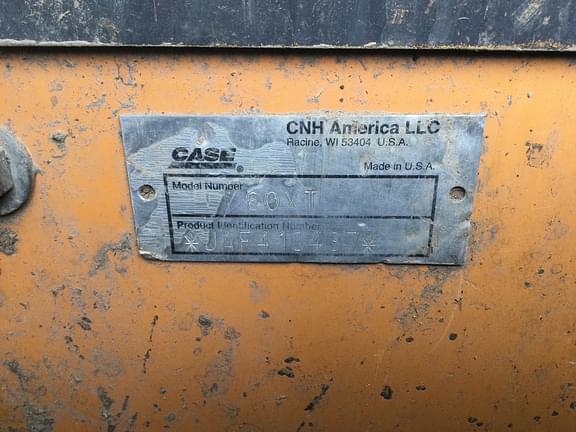 CNH America LLC
Racine, WI 53404 U.S.A.
CASE
Made in U.S.A.
Model Number
60XT
Product Identification Number